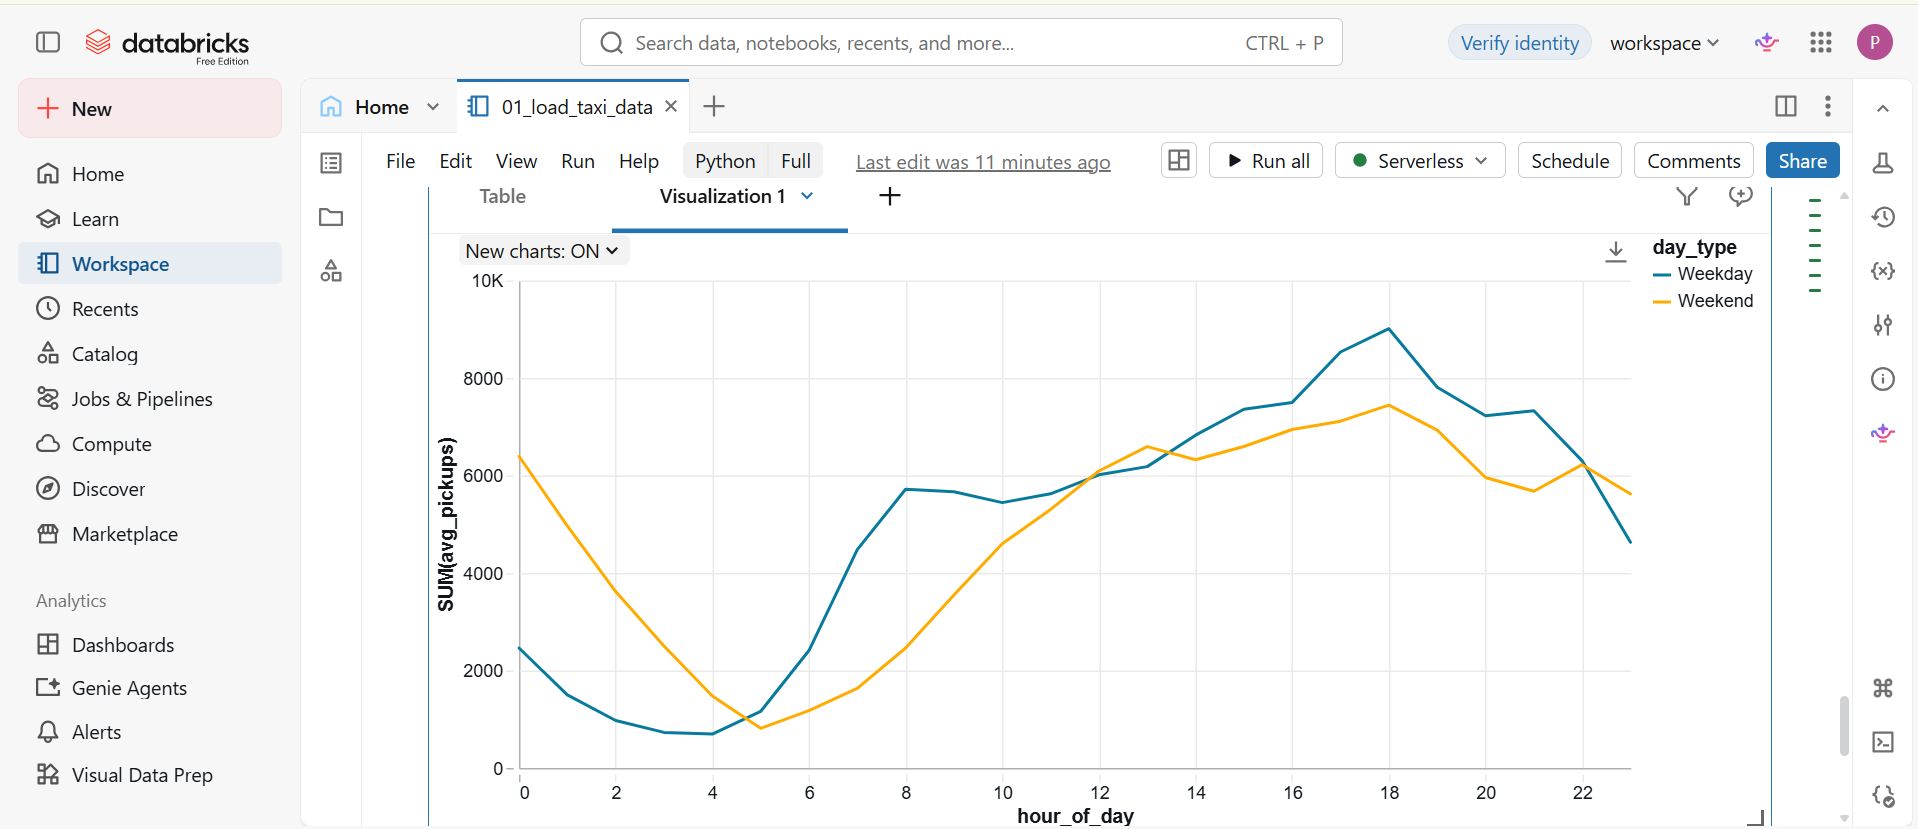 databricks
Free Edition
Search data, notebooks, recents, and more...
CTRL + P
Verify identity
workspace
P
New
Home
Learn
Workspace
Recents
Catalog
Jobs & Pipelines
Compute
Discover
Marketplace
Analytics
Dashboards
Genie Agents
Alerts
Visual Data Prep
Home
01_load_taxi_data
File Edit View Run Help Python Full Last edit was 11 minutes ago Run all Serverless Schedule Comments Share
Table Visualization 1
New charts: ON
day_type
Weekday
Weekend
SUM(avg_pickups)
10K
8000
6000
4000
2000
0
0 2 4 6 8 10 12 14 16 18 20 22
hour_of_day